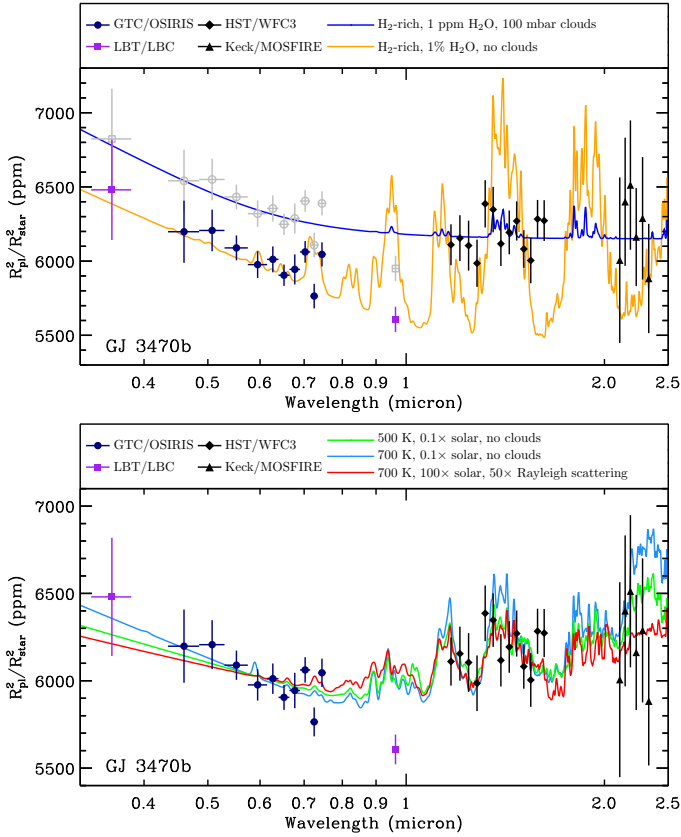 GTC/OSIRIS HST/WFC3 H2-rich, 1 ppm H2O, 100 mbar clouds
LBT/LBC Keck/MOSFIRE H2-rich, 1% H2O, no clouds
7000
6500
6000
5500
R²pl/R²star (ppm)
GJ 3470b
0.4 0.5 0.6 0.7 0.8 0.9 1 2.0 2.5
Wavelength (micron)
GTC/OSIRIS HST/WFC3 500 K, 0.1× solar, no clouds
700 K, 0.1× solar, no clouds
LBT/LBC Keck/MOSFIRE 700 K, 100× solar, 50× Rayleigh scattering
7000
6500
6000
5500
R²pl/R²star (ppm)
GJ 3470b
0.4 0.5 0.6 0.7 0.8 0.9 1 2.0 2.5
Wavelength (micron)